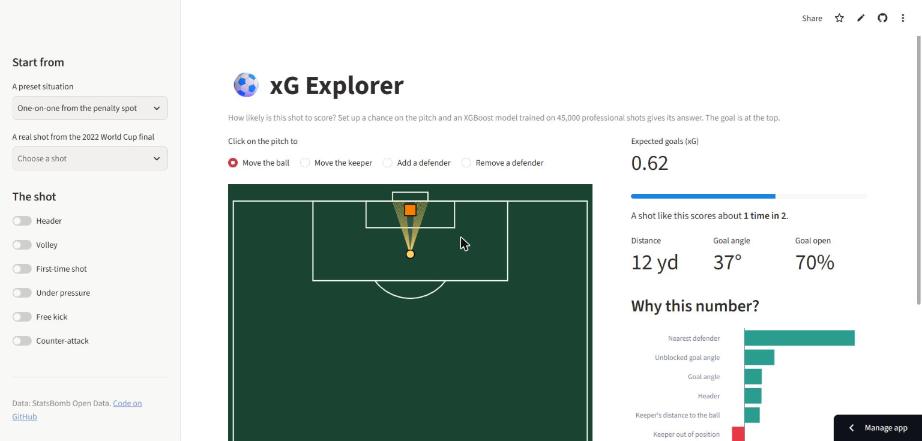 Share
Start from
A preset situation
One-on-one from the penalty spot
A real shot from the 2022 World Cup final
Choose a shot
The shot
Header
Volley
First-time shot
Under pressure
Free kick
Counter-attack
Data: StatsBomb Open Data. Code on
GitHub
xG Explorer
How likely is this shot to score? Set up a chance on the pitch and an XGBoost model trained on 45,000 professional shots gives its answer. The goal is at the top.
Click on the pitch to
Move the ball Move the keeper Add a defender Remove a defender
Expected goals (xG)
0.62
A shot like this scores about 1 time in 2.
Distance Goal angle Goal open
12 yd 37° 70%
Why this number?
Nearest defender
Unblocked goal angle
Goal angle
Header
Keeper's distance to the ball
Keeper out of position
Manage app